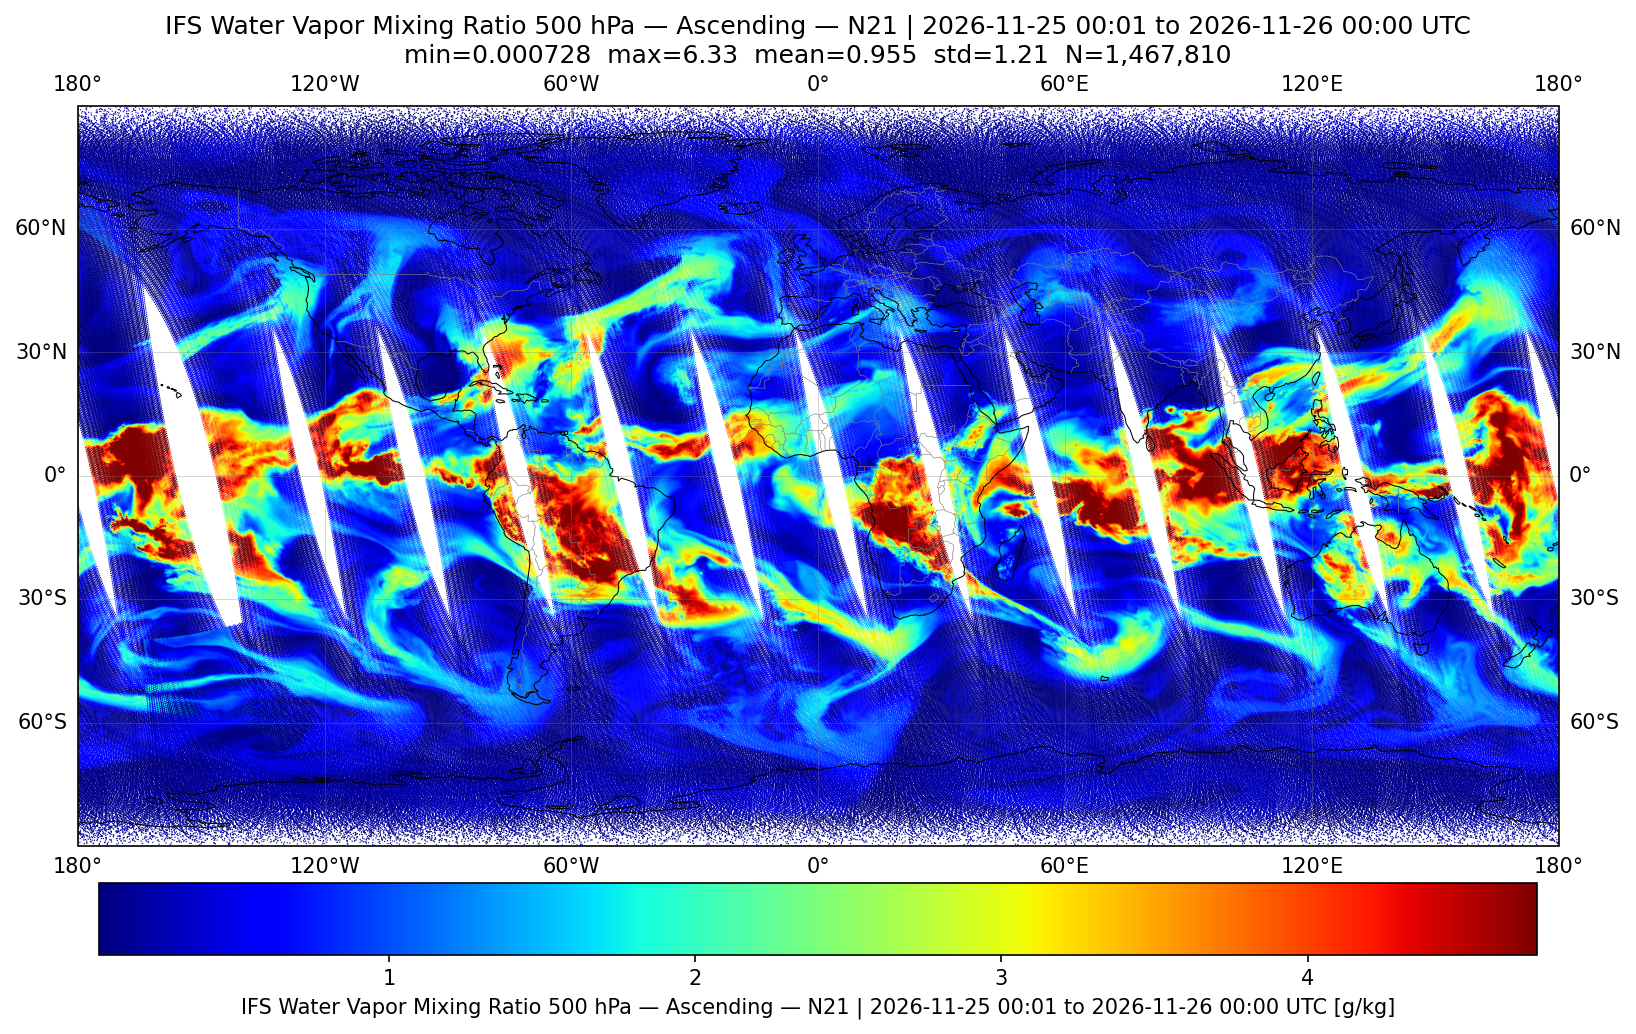 IFS Water Vapor Mixing Ratio 500 hPa — Ascending — N21 | 2026-11-25 00:01 to 2026-11-26 00:00 UTC
min=0.000728 max=6.33 mean=0.955 std=1.21 N=1,467,810
180° 120°W 60°W 0° 60°E 120°E 180°
60°N 60°N
30°N 30°N
0° 0°
30°S 30°S
60°S 60°S
180° 120°W 60°W 0° 60°E 120°E 180°
1 2 3 4
IFS Water Vapor Mixing Ratio 500 hPa — Ascending — N21 | 2026-11-25 00:01 to 2026-11-26 00:00 UTC [g/kg]